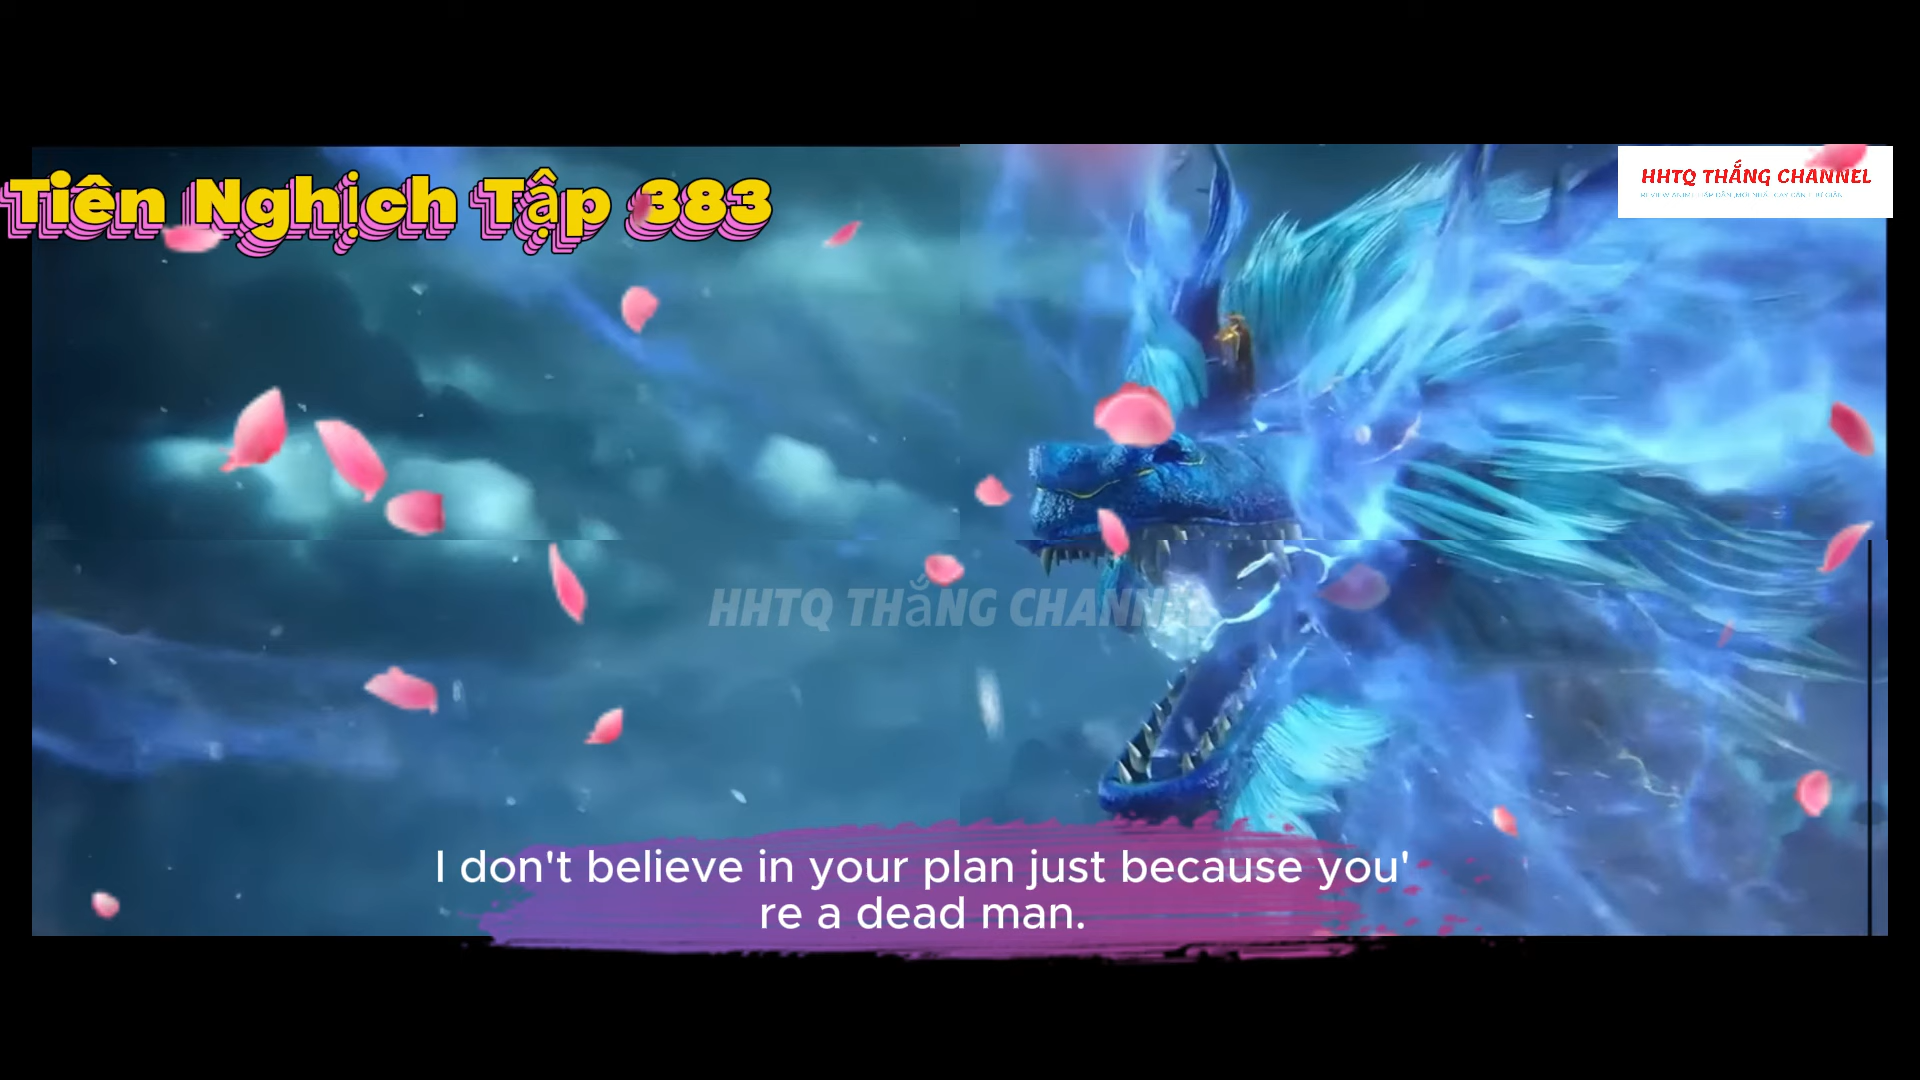 Tiên Nghịch Tập 383
HHTQ THẮNG CHANNEL
HHTQ THẮNG CHANNEL
I don't believe in your plan just because you'
re a dead man.